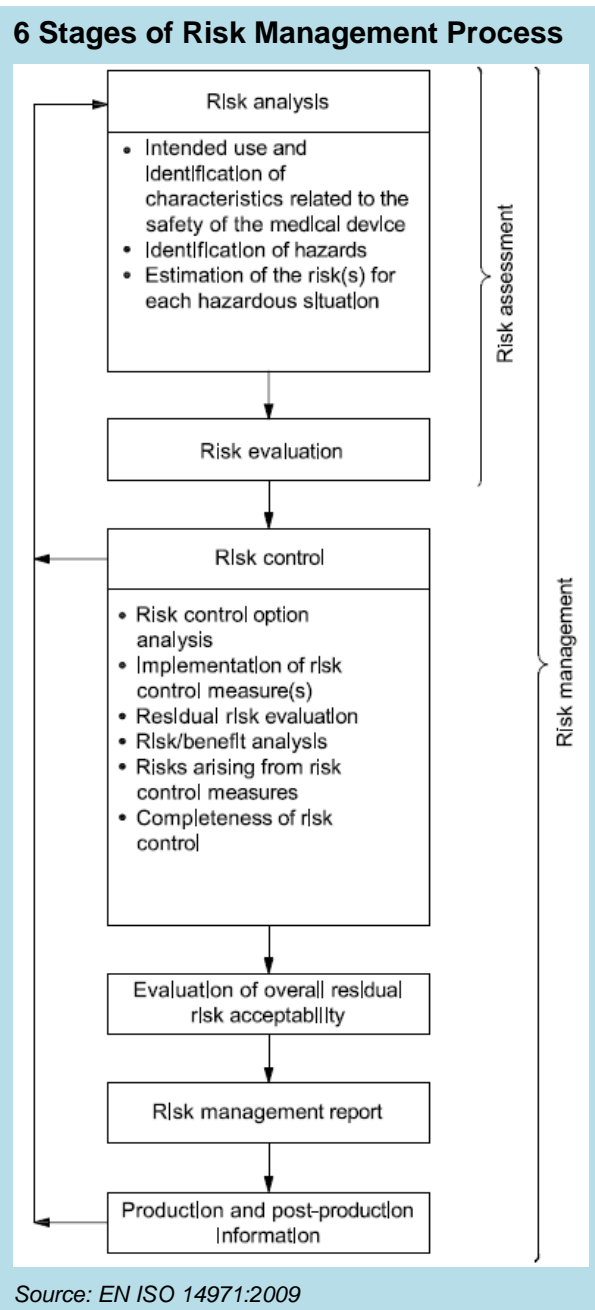 6 Stages of Risk Management Process
Risk analysis
• Intended use and
identification of
characteristics related to the
safety of the medical device
• Identification of hazards
• Estimation of the risk(s) for
each hazardous situation
Risk assessment
Risk evaluation
Risk control
• Risk control option
analysis
• Implementation of risk
control measure(s)
• Residual risk evaluation
• Risk/benefit analysis
• Risks arising from risk
control measures
• Completeness of risk
control
Risk management
Evaluation of overall residual
risk acceptability
Risk management report
Production and post-production
information
Source: EN ISO 14971:2009